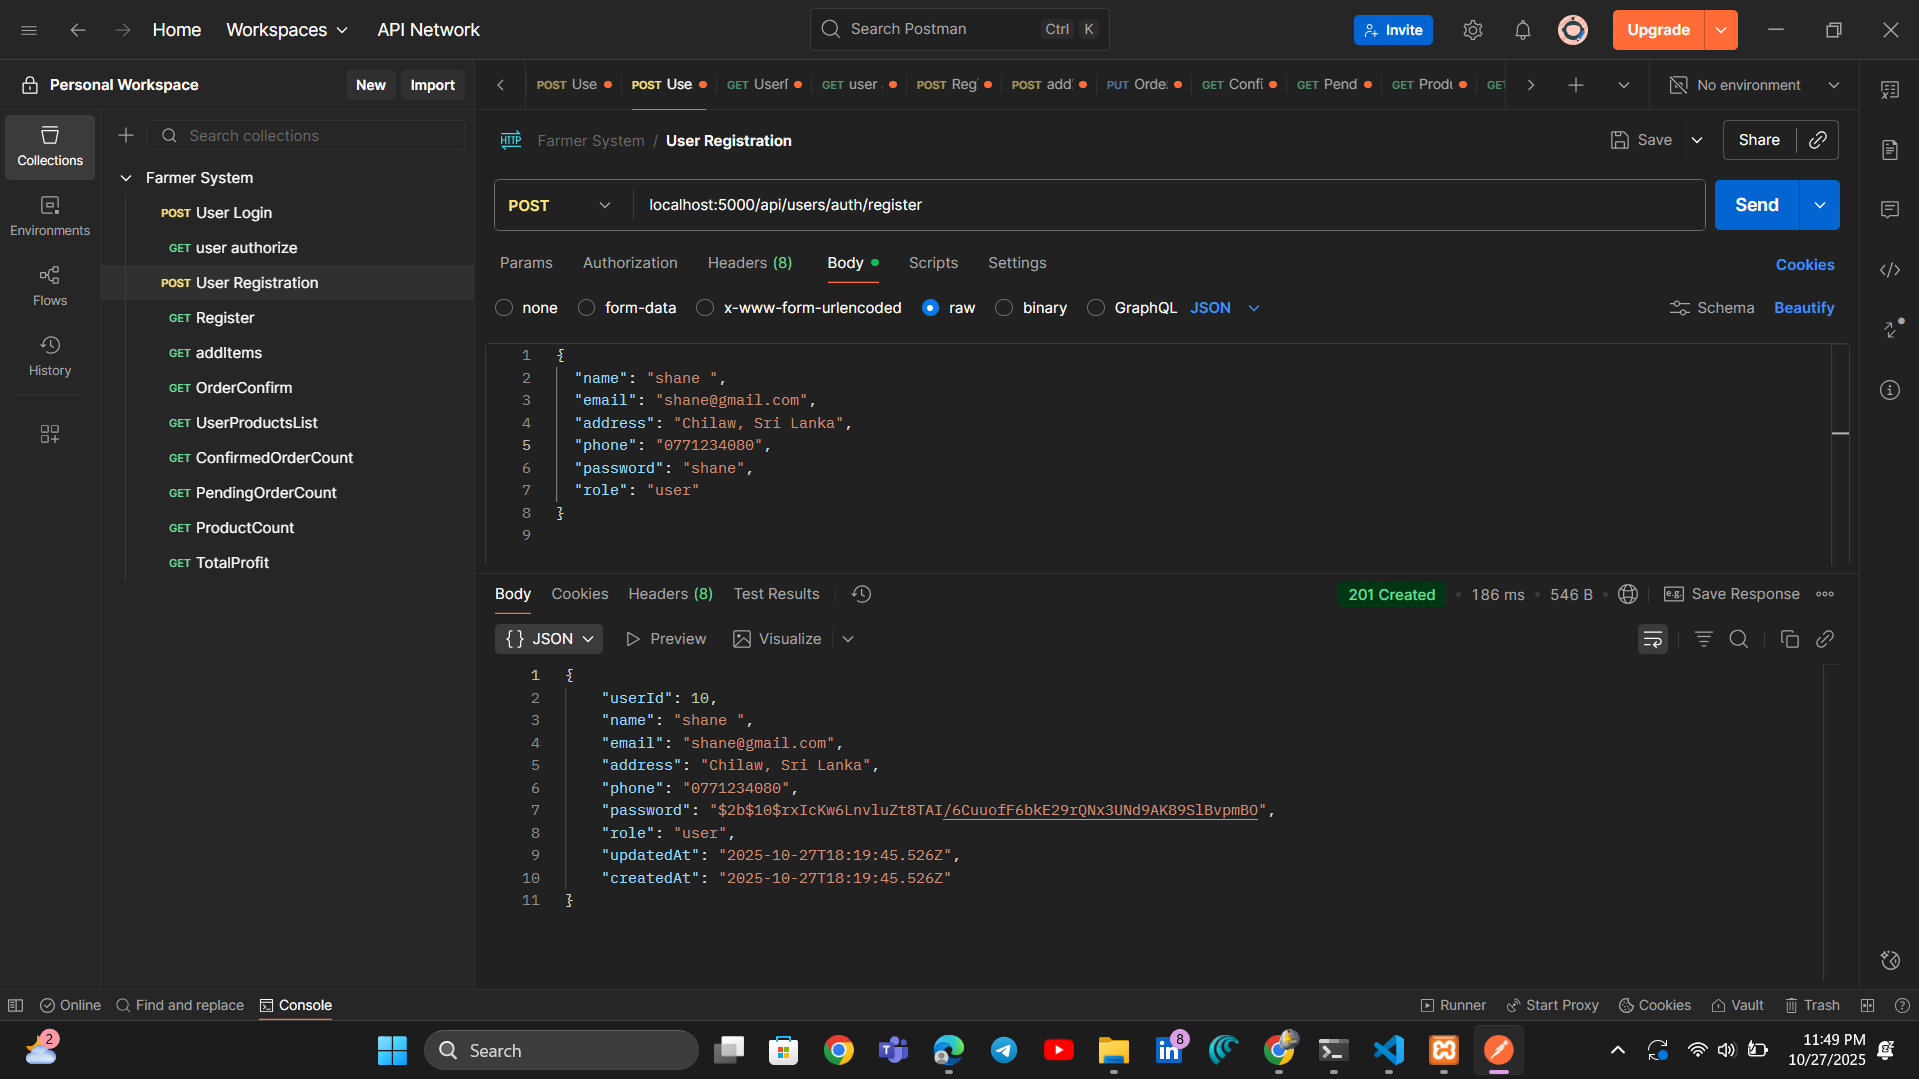 Home Workspaces API Network Search Postman Ctrl K Invite Upgrade
Personal Workspace New Import
POST Use POST Use GET UserI GET user POST Reg POST add PUT Orde GET Confi GET Pend GET Produ GET No environment
Collections
Environments
Flows
History
Search collections
Farmer System
POST User Login
GET user authorize
POST User Registration
GET Register
GET addItems
GET OrderConfirm
GET UserProductsList
GET ConfirmedOrderCount
GET PendingOrderCount
GET ProductCount
GET TotalProfit
HTTP Farmer System / User Registration Save Share
POST localhost:5000/api/users/auth/register Send
Params Authorization Headers (8) Body Scripts Settings Cookies
none form-data x-www-form-urlencoded raw binary GraphQL JSON Schema Beautify
1 {
2 "name": "shane ",
3 "email": "shane@gmail.com",
4 "address": "Chilaw, Sri Lanka",
5 "phone": "0771234080",
6 "password": "shane",
7 "role": "user"
8 }
9
Body Cookies Headers (8) Test Results 201 Created • 186 ms • 546 B e.g. Save Response
{} JSON Preview Visualize
1 {
2 "userId": 10,
3 "name": "shane ",
4 "email": "shane@gmail.com",
5 "address": "Chilaw, Sri Lanka",
6 "phone": "0771234080",
7 "password": "$2b$10$rxIcKw6LnvluZt8TAI/6CuuofF6bkE29rQNx3UNd9AK89SlBvpmBO",
8 "role": "user",
9 "updatedAt": "2025-10-27T18:19:45.526Z",
10 "createdAt": "2025-10-27T18:19:45.526Z"
11 }
Online Find and replace Console Runner Start Proxy Cookies Vault Trash
2 Search 8 11:49 PM
10/27/2025